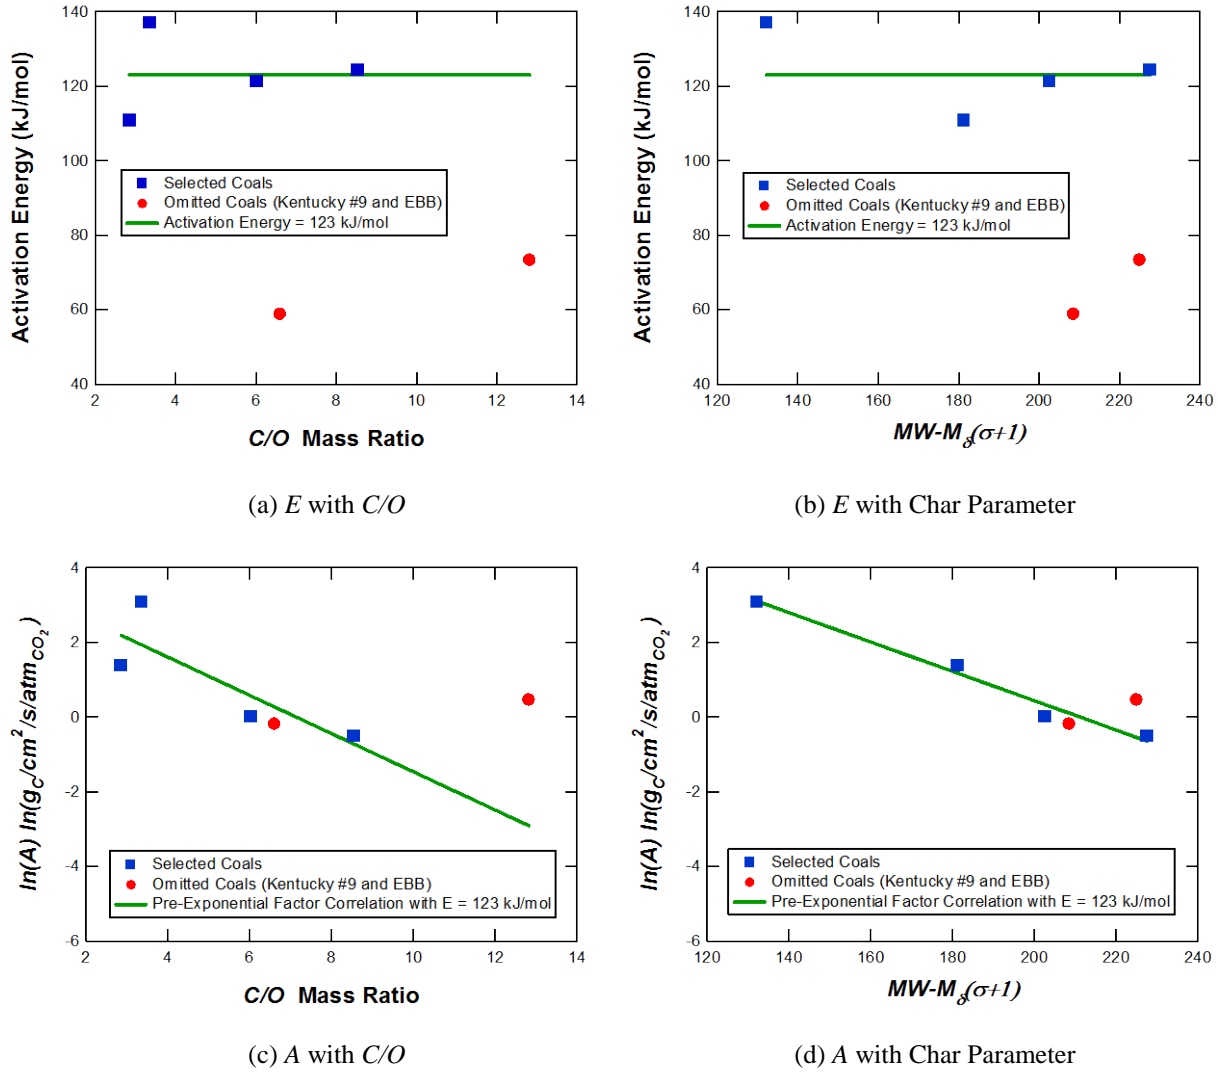 140
120
100
80
60
40
Activation Energy (kJ/mol)
Selected Coals
Omitted Coals (Kentucky #9 and EBB)
Activation Energy = 123 kJ/mol
2 4 6 8 10 12 14
C/O Mass Ratio
(a) E with C/O
140
120
100
80
60
40
Activation Energy (kJ/mol)
Selected Coals
Omitted Coals (Kentucky #9 and EBB)
Activation Energy = 123 kJ/mol
120 140 160 180 200 220 240
MW-Mδ(σ+1)
(b) E with Char Parameter
4
2
0
-2
-4
-6
ln(A) ln(gC/cm²/s/atmCO₂)
Selected Coals
Omitted Coals (Kentucky #9 and EBB)
Pre-Exponential Factor Correlation with E = 123 kJ/mol
2 4 6 8 10 12 14
C/O Mass Ratio
(c) A with C/O
4
2
0
-2
-4
-6
ln(A) ln(gC/cm²/s/atmCO₂)
Selected Coals
Omitted Coals (Kentucky #9 and EBB)
Pre-Exponential Factor Correlation with E = 123 kJ/mol
120 140 160 180 200 220 240
MW-Mδ(σ+1)
(d) A with Char Parameter